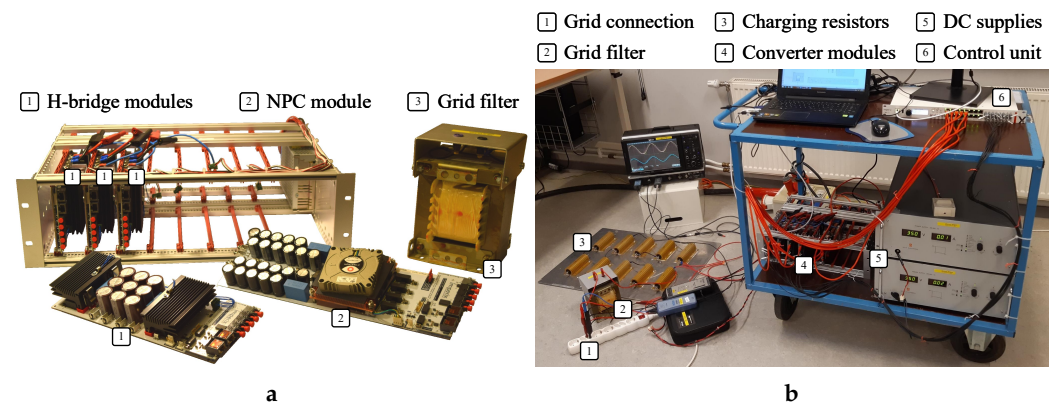 1 Grid connection 3 Charging resistors 5 DC supplies
2 Grid filter 4 Converter modules 6 Control unit
1 H-bridge modules 2 NPC module 3 Grid filter
1 1 1
6
3
3
4
5
2
2
1
1
a b